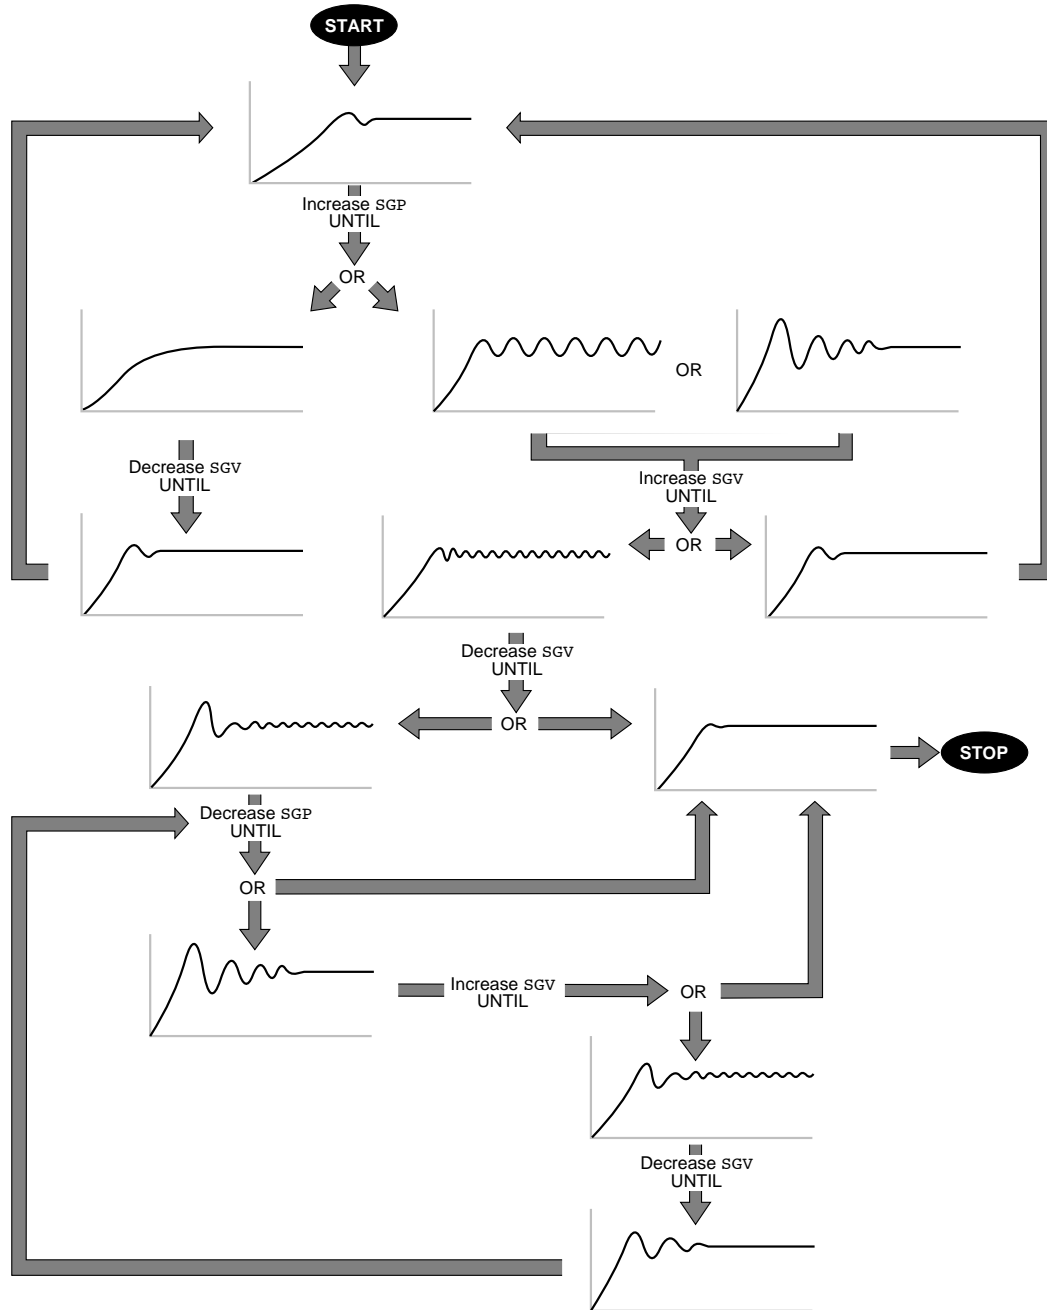 START
Increase SGP
UNTIL
OR
OR
Decrease SGV
UNTIL
Increase SGV
UNTIL
OR
Decrease SGV
UNTIL
OR
STOP
Decrease SGP
UNTIL
OR
Increase SGV
UNTIL
OR
Decrease SGV
UNTIL